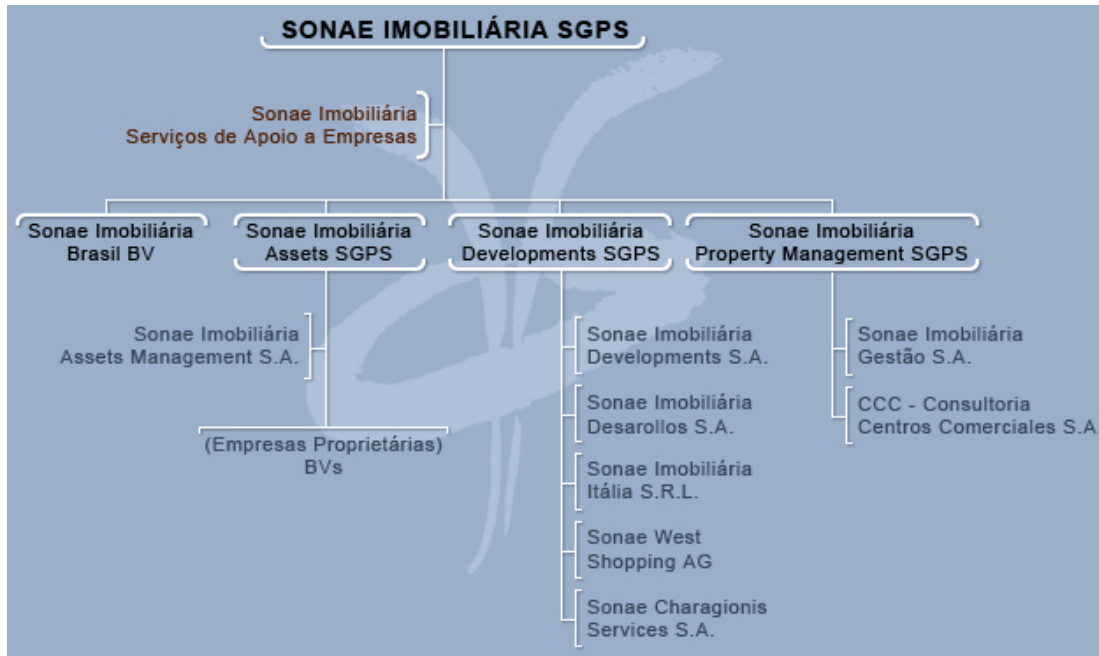 SONAE IMOBILIÁRIA SGPS
Sonae Imobiliária
Serviços de Apoio a Empresas
Sonae Imobiliária
Brasil BV
Sonae Imobiliária
Assets SGPS
Sonae Imobiliária
Developments SGPS
Sonae Imobiliária
Property Management SGPS
Sonae Imobiliária
Assets Management S.A.
(Empresas Proprietárias)
BVs
Sonae Imobiliária
Developments S.A.
Sonae Imobiliária
Desarollos S.A.
Sonae Imobiliária
Itália S.R.L.
Sonae West
Shopping AG
Sonae Charagionis
Services S.A.
Sonae Imobiliária
Gestão S.A.
CCC - Consultoria
Centros Comerciales S.A.